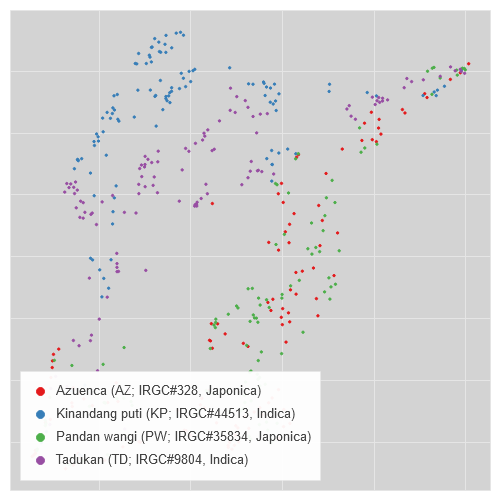 Azuenca (AZ; IRGC#328, Japonica)
Kinandang puti (KP; IRGC#44513, Indica)
Pandan wangi (PW; IRGC#35834, Japonica)
Tadukan (TD; IRGC#9804, Indica)